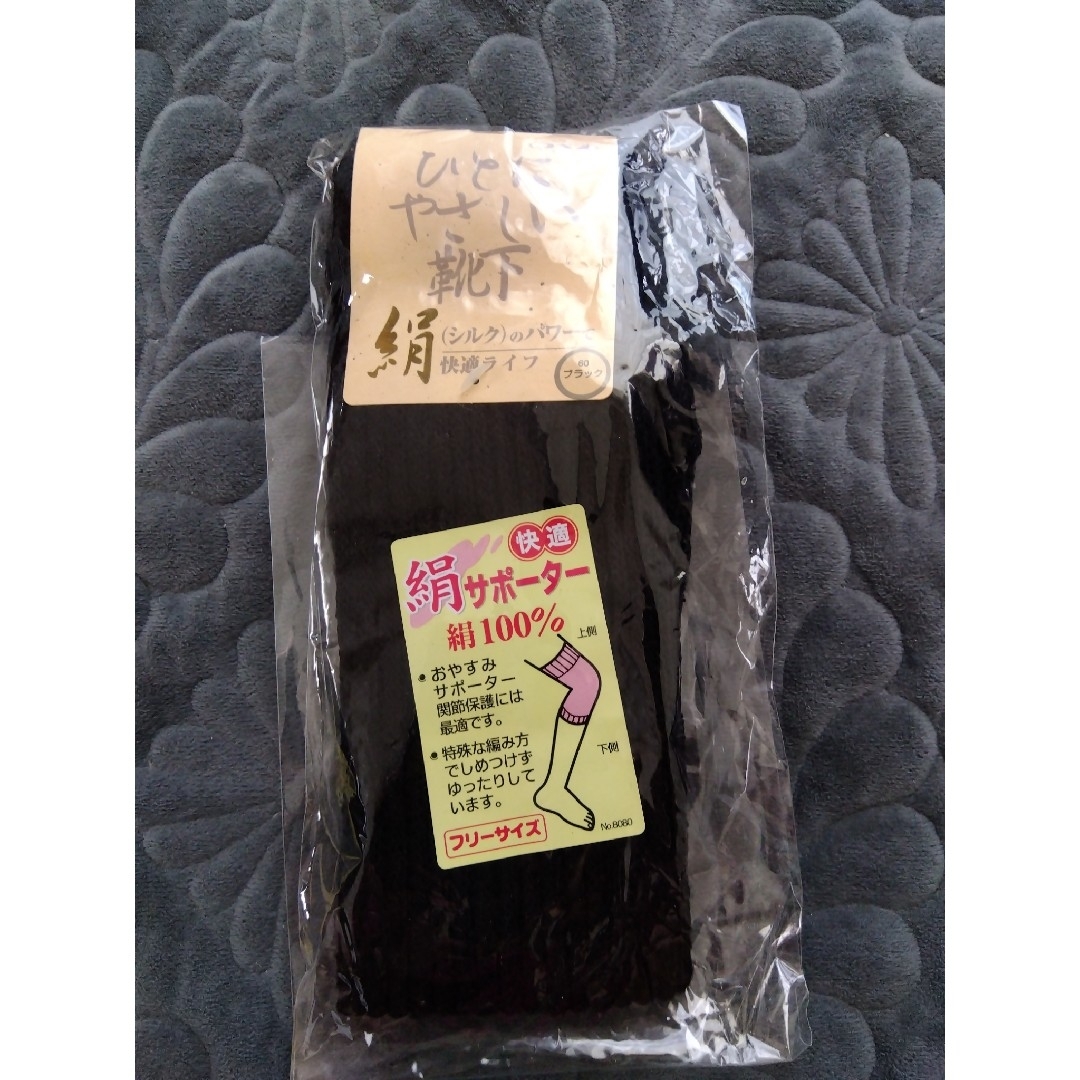 ひとに
やさしい
靴下
絹
(シルク)のパワーで
快適ライフ
60
ブラック
快適
絹サポーター
絹100%
上側
●おやすみ
サポーター
関節保護には
最適です。
●特殊な編み方
でしめつけず
ゆったりして
います。
下側
フリーサイズ
No.8080